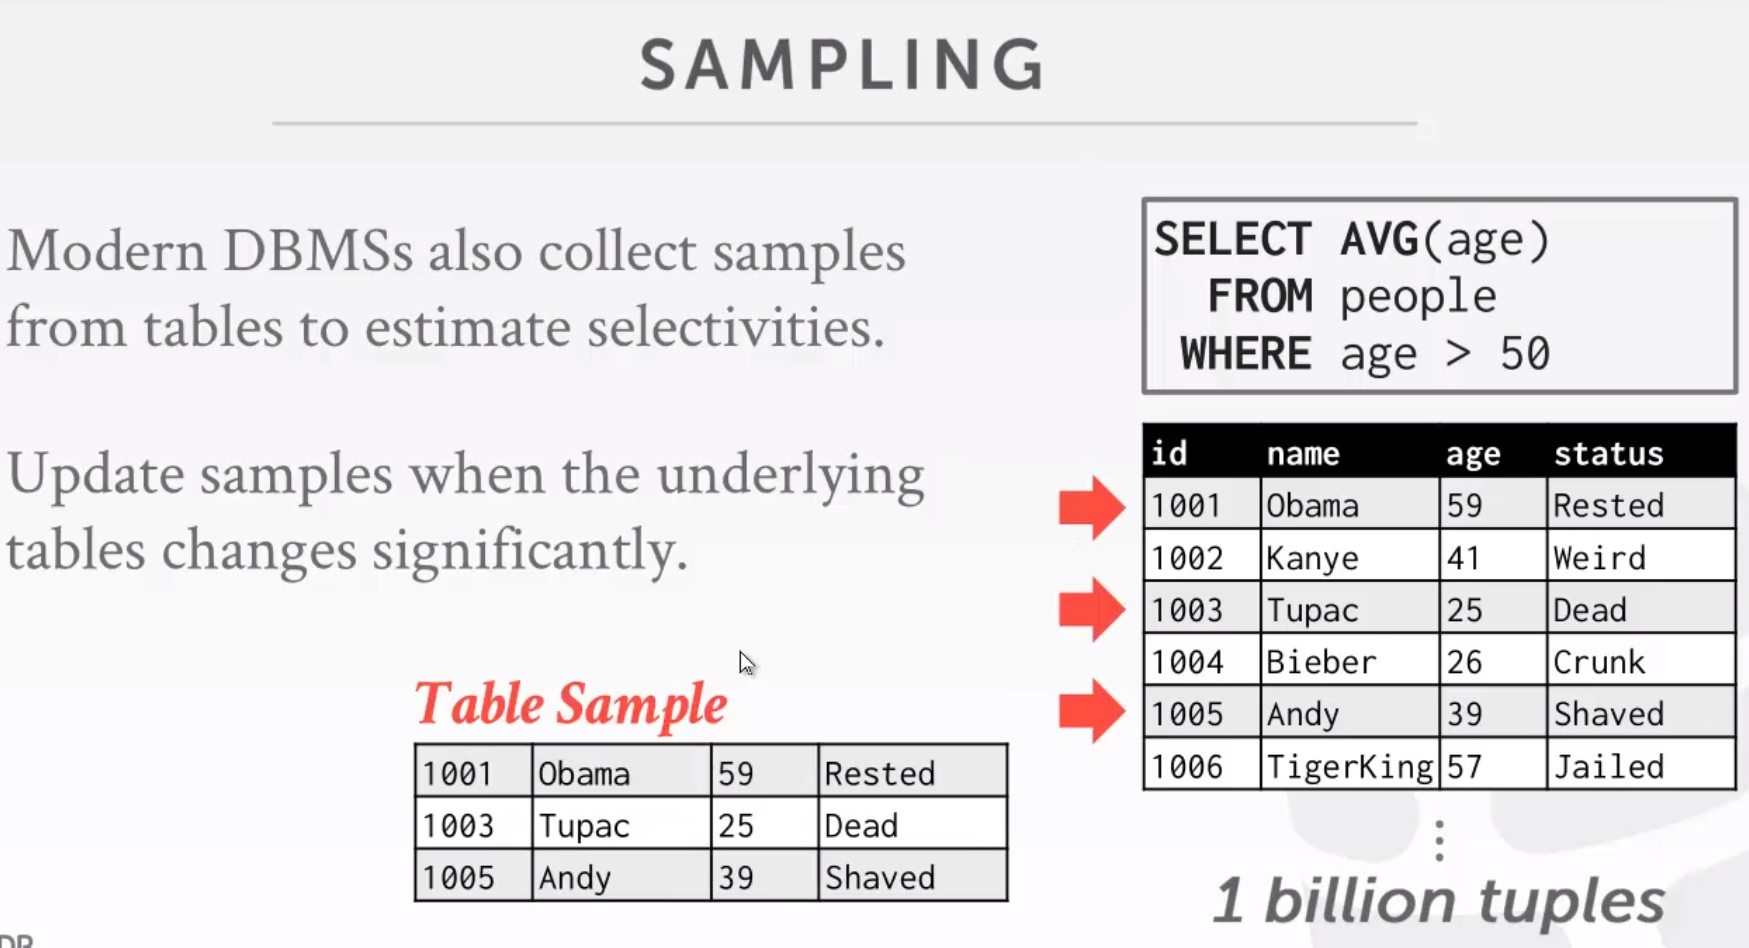 SAMPLING
Modern DBMSs also collect samples
from tables to estimate selectivities.
Update samples when the underlying
tables changes significantly.
SELECT AVG(age)
FROM people
WHERE age > 50
id name age status
1001 Obama 59 Rested
1002 Kanye 41 Weird
1003 Tupac 25 Dead
1004 Bieber 26 Crunk
1005 Andy 39 Shaved
1006 TigerKing 57 Jailed
⋮
1 billion tuples
Table Sample
1001 Obama 59 Rested
1003 Tupac 25 Dead
1005 Andy 39 Shaved